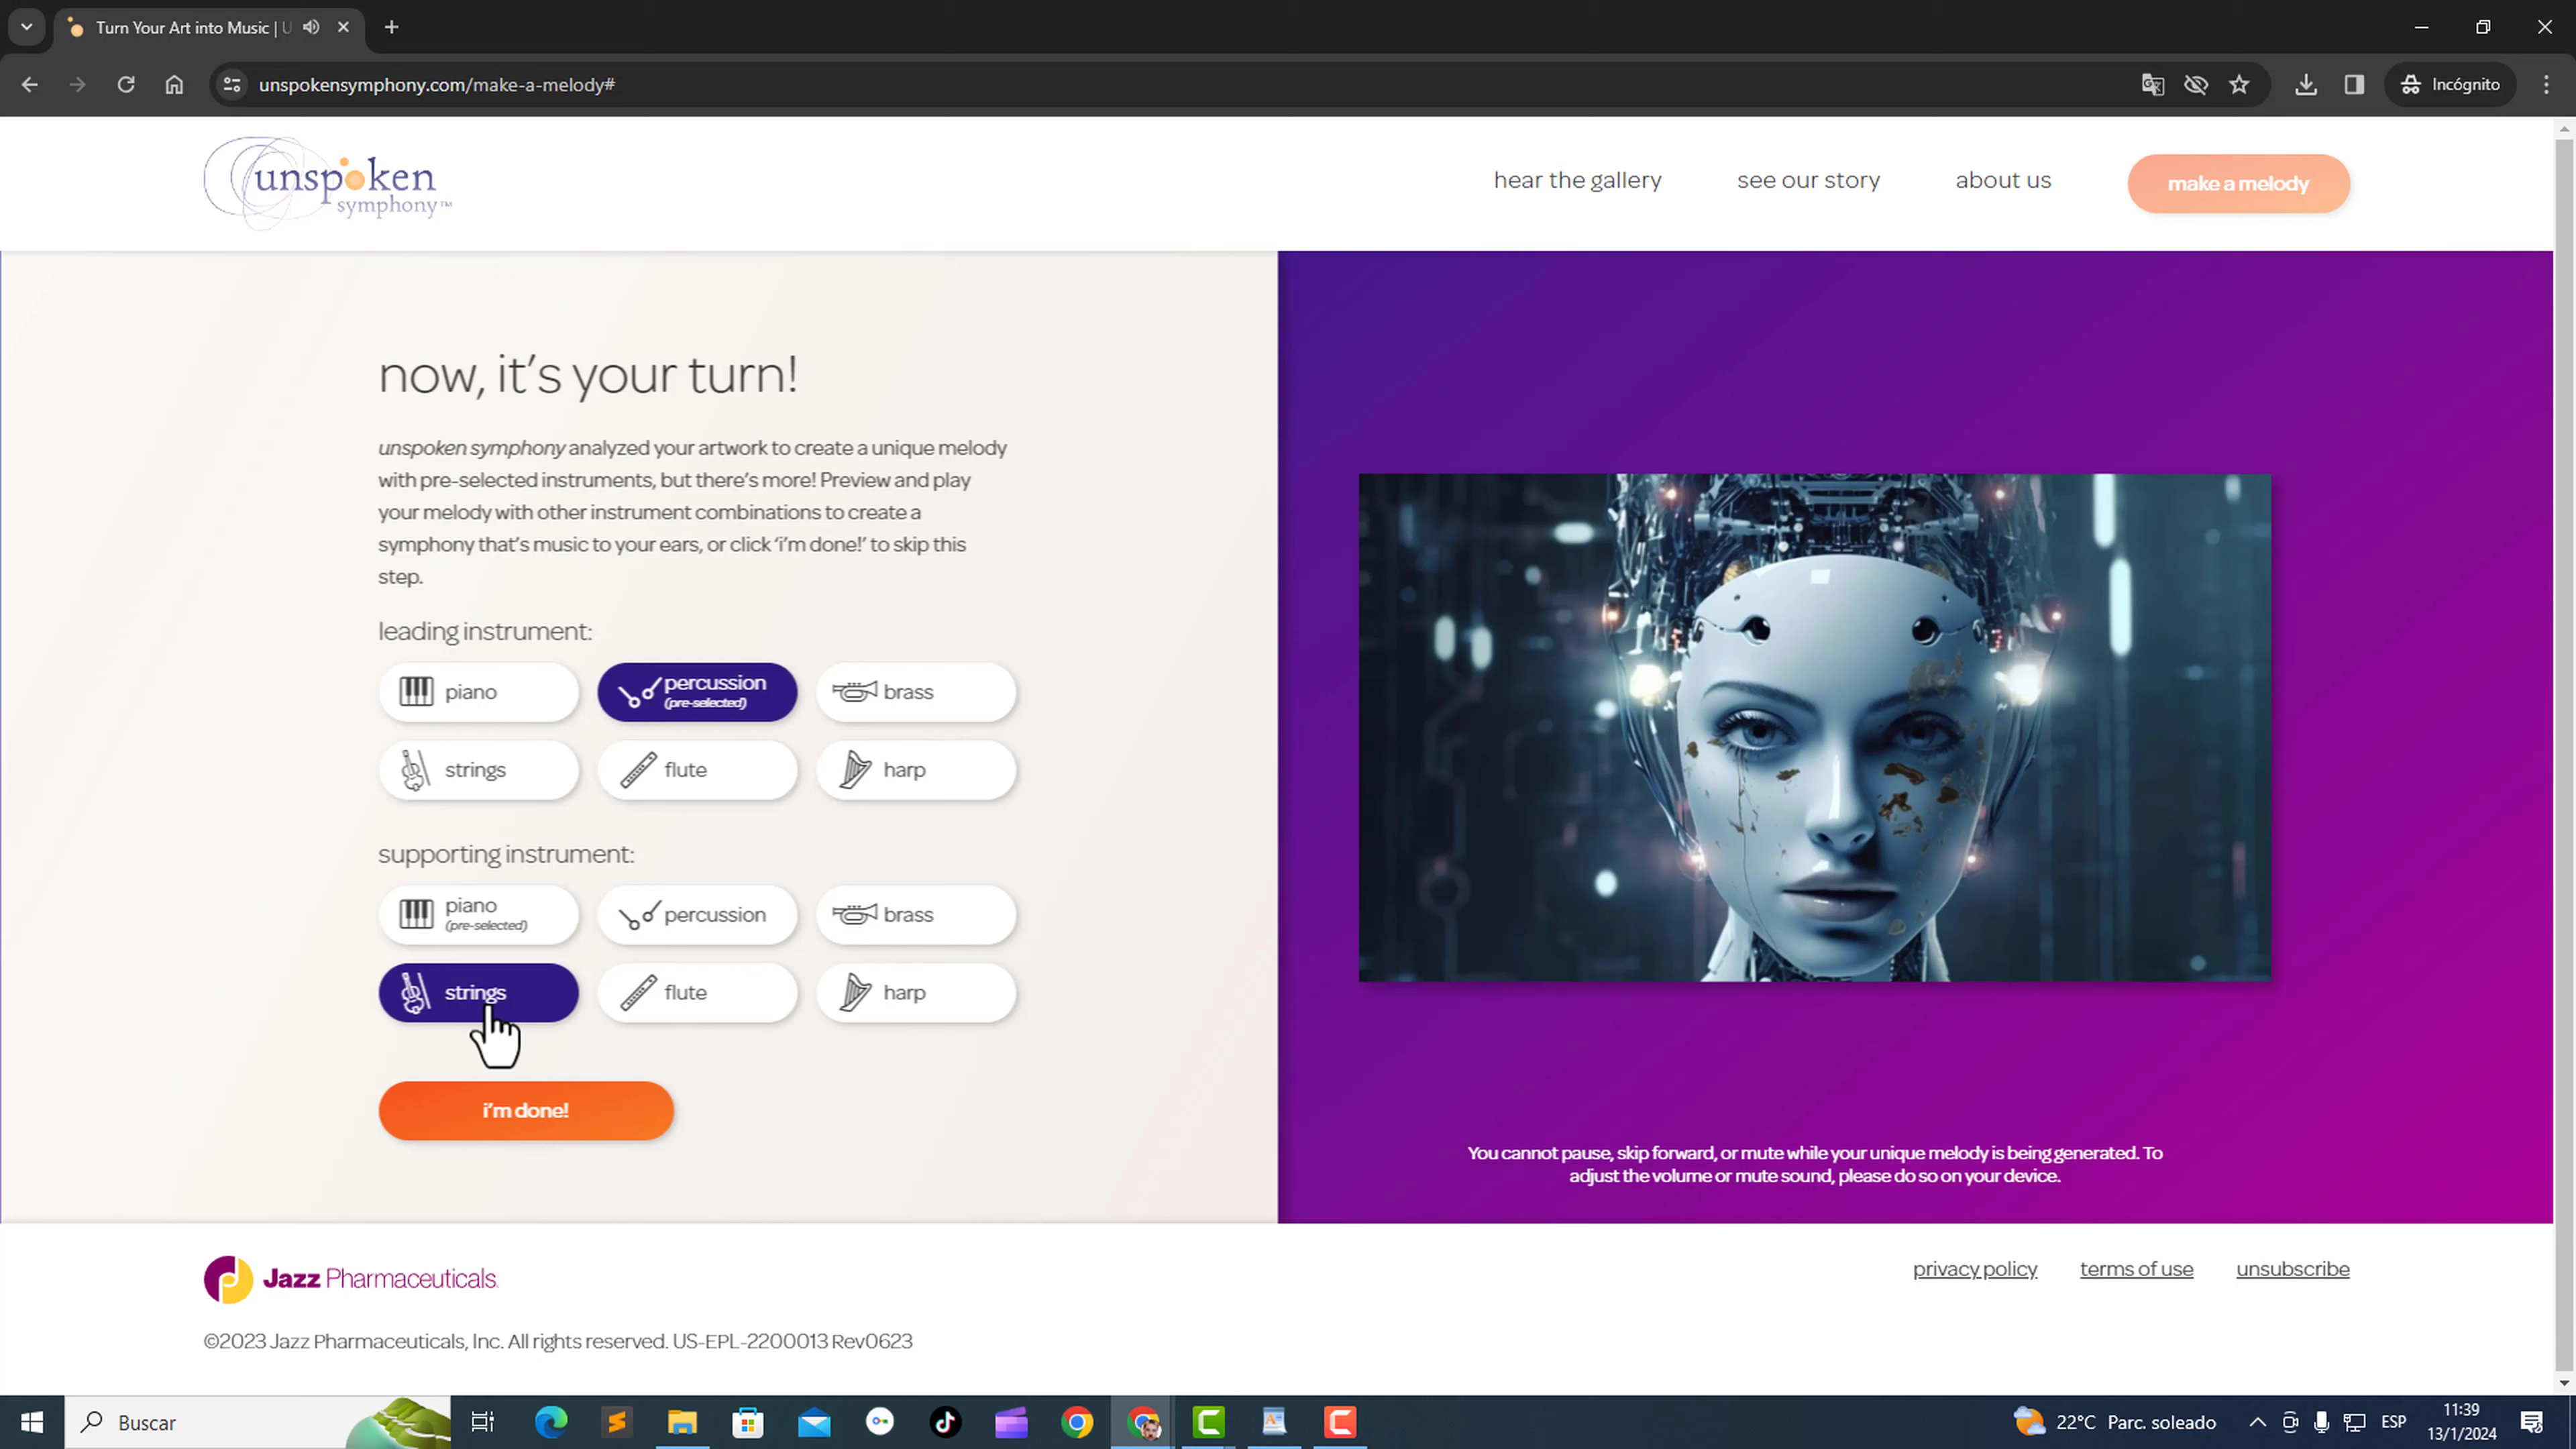 Turn Your Art into Music | U
unspokensymphony.com/make-a-melody#
Incógnito
unspoken
symphony™
hear the gallery
see our story
about us
make a melody
now, it's your turn!
unspoken symphony analyzed your artwork to create a unique melody
with pre-selected instruments, but there's more! Preview and play
your melody with other instrument combinations to create a
symphony that's music to your ears, or click 'i'm done!' to skip this
step.
leading instrument:
piano
percussion
(pre-selected)
brass
strings
flute
harp
supporting instrument:
piano
(pre-selected)
percussion
brass
strings
flute
harp
i'm done!
You cannot pause, skip forward, or mute while your unique melody is being generated. To
adjust the volume or mute sound, please do so on your device.
Jazz Pharmaceuticals.
privacy policy
terms of use
unsubscribe
©2023 Jazz Pharmaceuticals, Inc. All rights reserved. US-EPL-2200013 Rev0623
Buscar
22°C Parc. soleado
ESP
11:39
13/1/2024